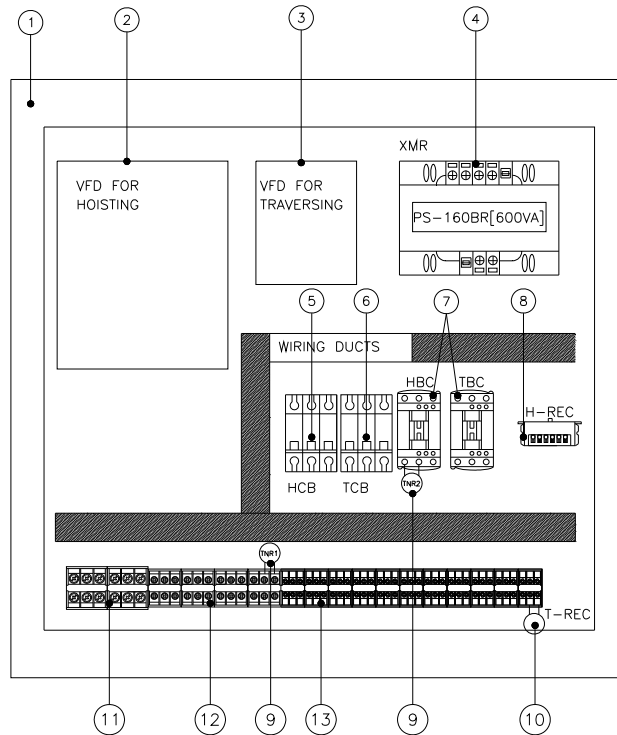 1
2
3
4
XMR
VFD FOR
HOISTING
VFD FOR
TRAVERSING
PS-160BR[600VA]
5
6
7
8
WIRING DUCTS
HBC
TBC
H-REC
HCB
TCB
TNR2
TNR1
T-REC
11
12
9
13
9
10